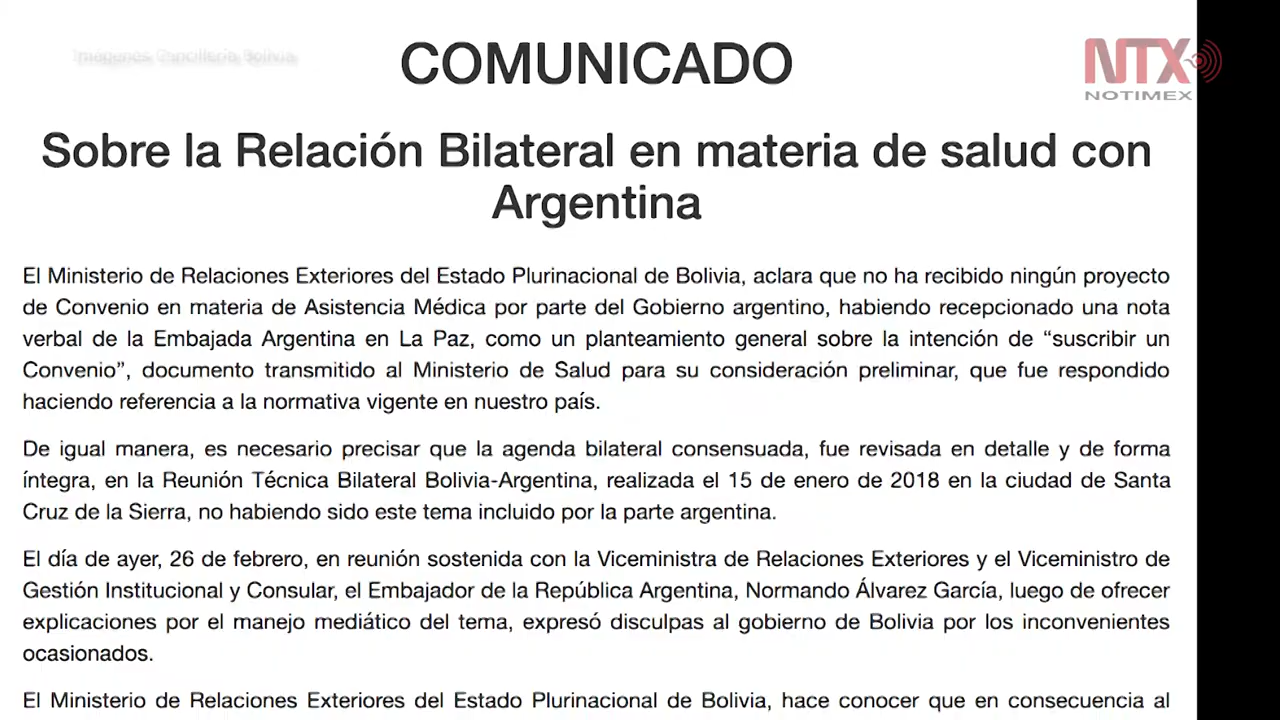 Imágenes Cancillería Bolivia
COMUNICADO
NTX
NOTIMEX
Sobre la Relación Bilateral en materia de salud con
Argentina
El Ministerio de Relaciones Exteriores del Estado Plurinacional de Bolivia, aclara que no ha recibido ningún proyecto
de Convenio en materia de Asistencia Médica por parte del Gobierno argentino, habiendo recepcionado una nota
verbal de la Embajada Argentina en La Paz, como un planteamiento general sobre la intención de “suscribir un
Convenio”, documento transmitido al Ministerio de Salud para su consideración preliminar, que fue respondido
haciendo referencia a la normativa vigente en nuestro país.
De igual manera, es necesario precisar que la agenda bilateral consensuada, fue revisada en detalle y de forma
íntegra, en la Reunión Técnica Bilateral Bolivia-Argentina, realizada el 15 de enero de 2018 en la ciudad de Santa
Cruz de la Sierra, no habiendo sido este tema incluido por la parte argentina.
El día de ayer, 26 de febrero, en reunión sostenida con la Viceministra de Relaciones Exteriores y el Viceministro de
Gestión Institucional y Consular, el Embajador de la República Argentina, Normando Álvarez García, luego de ofrecer
explicaciones por el manejo mediático del tema, expresó disculpas al gobierno de Bolivia por los inconvenientes
ocasionados.
El Ministerio de Relaciones Exteriores del Estado Plurinacional de Bolivia, hace conocer que en consecuencia al